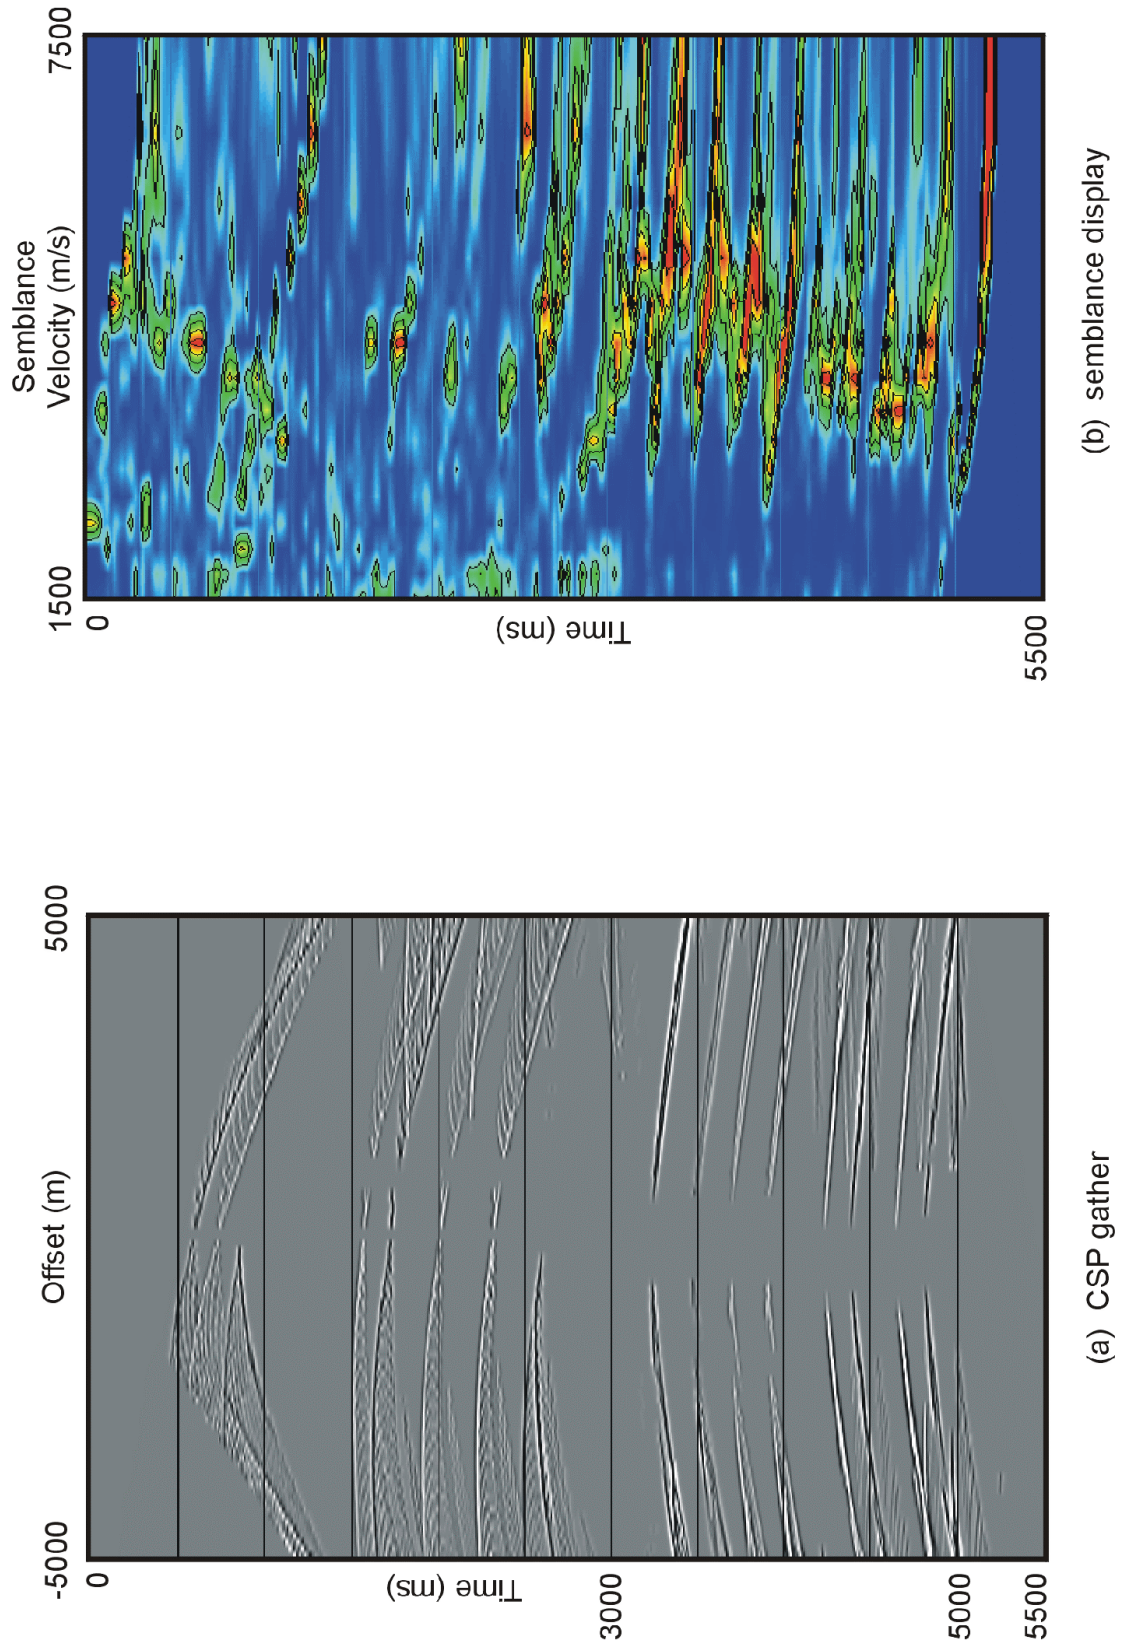 Offset (m)
-5000
5000
0
Time (ms)
3000
5000
5500
(a) CSP gather
Semblance
Velocity (m/s)
1500
7500
0
Time (ms)
5500
(b) semblance display